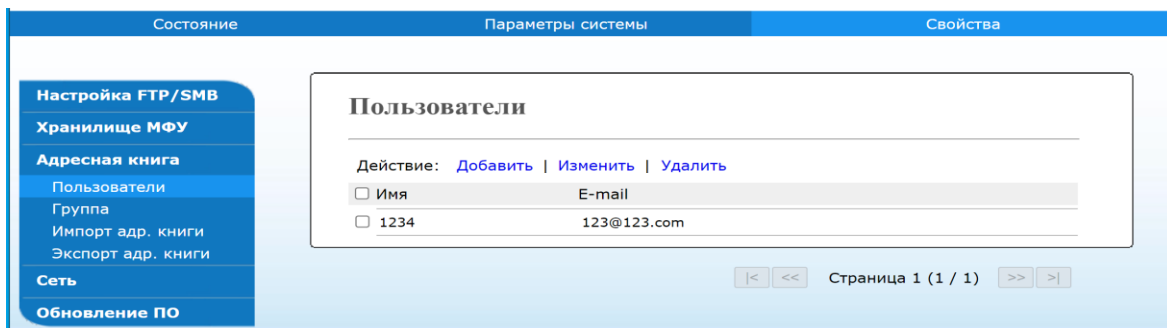 Состояние Параметры системы Свойства
Настройка FTP/SMB
Хранилище МФУ
Адресная книга
Пользователи
Группа
Импорт адр. книги
Экспорт адр. книги
Сеть
Обновление ПО
Пользователи
Действие: Добавить | Изменить | Удалить
Имя E-mail
1234 123@123.com
|< << Страница 1 (1 / 1) >> >|